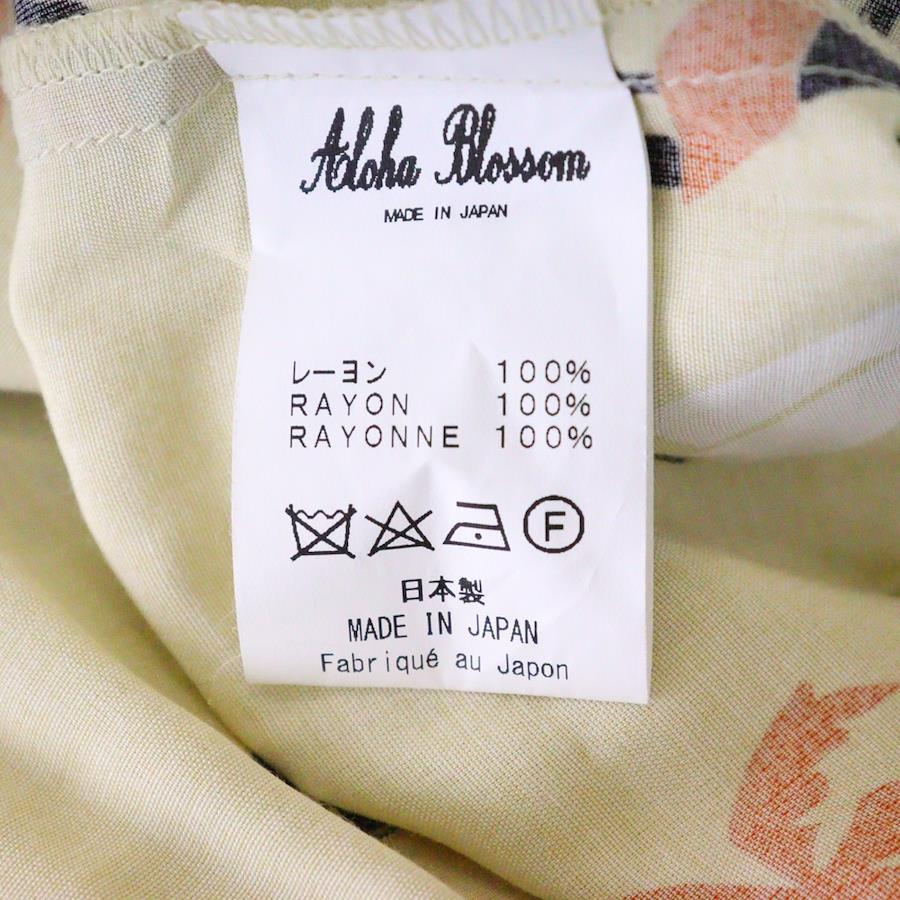 Aloha Blossom
MADE IN JAPAN
レーヨン 100%
RAYON 100%
RAYONNE 100%
F
日本製
MADE IN JAPAN
Fabriqué au Japon